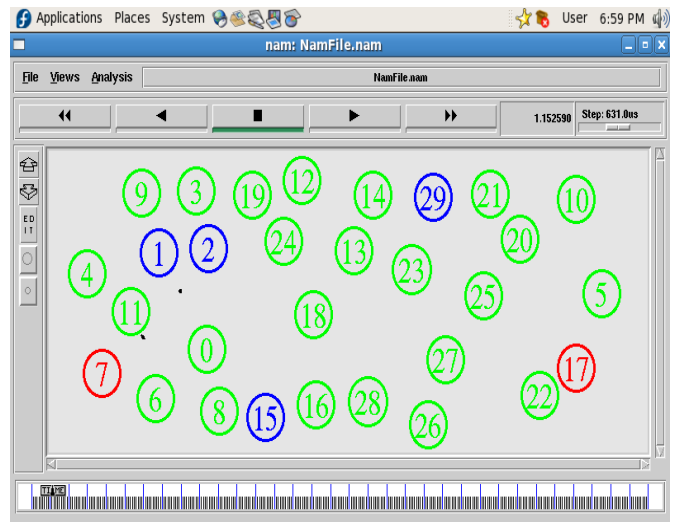 Applications Places System User 6:59 PM
nam: NamFile.nam
File Views Analysis NamFile.nam
1.152590 Step: 631.0us
ED
IT
9 3 19 12 14 29 21 10
1 2 24 13 23 20
4 11 18 25 5
7 0 27 17
6 8 15 16 28 26 22
TIME